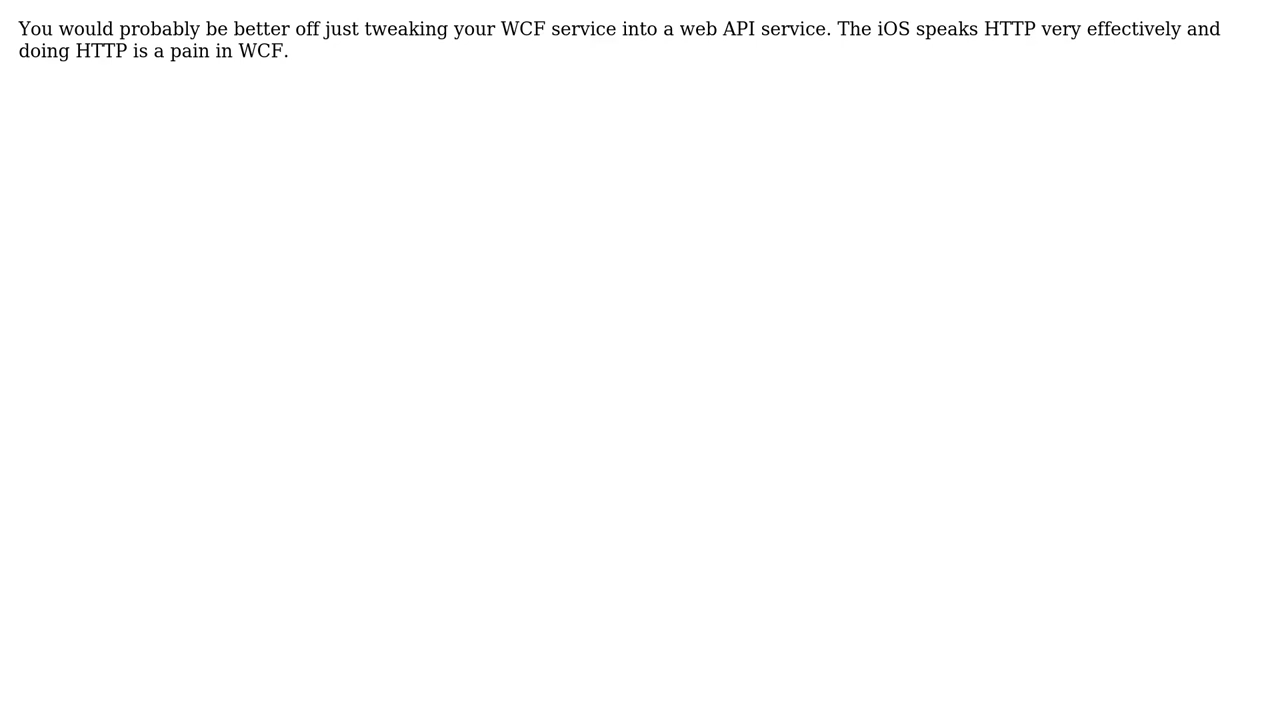 You would probably be better off just tweaking your WCF service into a web API service. The iOS speaks HTTP very effectively and
doing HTTP is a pain in WCF.